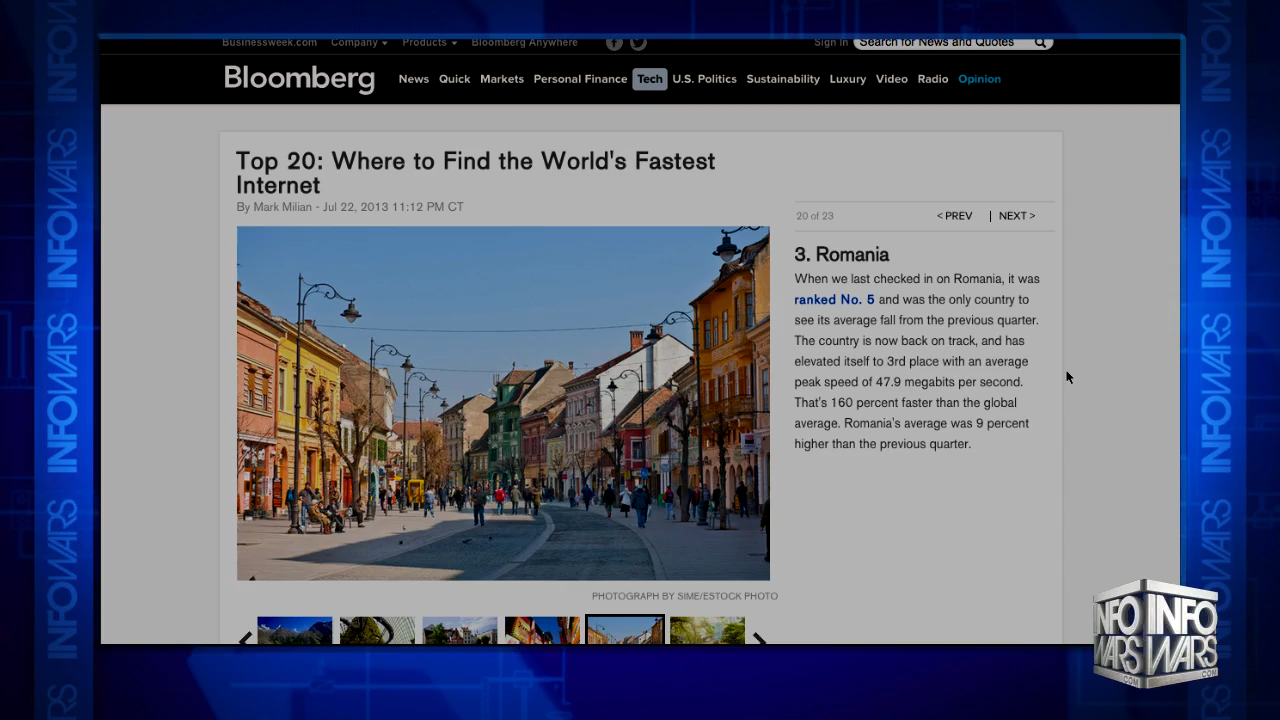 Businessweek.com Company Products Bloomberg Anywhere Sign In Search for News and Quotes
Bloomberg News Quick Markets Personal Finance Tech U.S. Politics Sustainability Luxury Video Radio Opinion
Top 20: Where to Find the World's Fastest
Internet
By Mark Milian - Jul 22, 2013 11:12 PM CT
20 of 23 < PREV | NEXT >
3. Romania
When we last checked in on Romania, it was
ranked No. 5 and was the only country to
see its average fall from the previous quarter.
The country is now back on track, and has
elevated itself to 3rd place with an average
peak speed of 47.9 megabits per second.
That's 160 percent faster than the global
average. Romania's average was 9 percent
higher than the previous quarter.
PHOTOGRAPH BY SIME/ESTOCK PHOTO
INFOWARS
INFOWARS
INFOWARS
INFOWARS
INFOWARS
INFOWARS
INFO
WARS
.COM